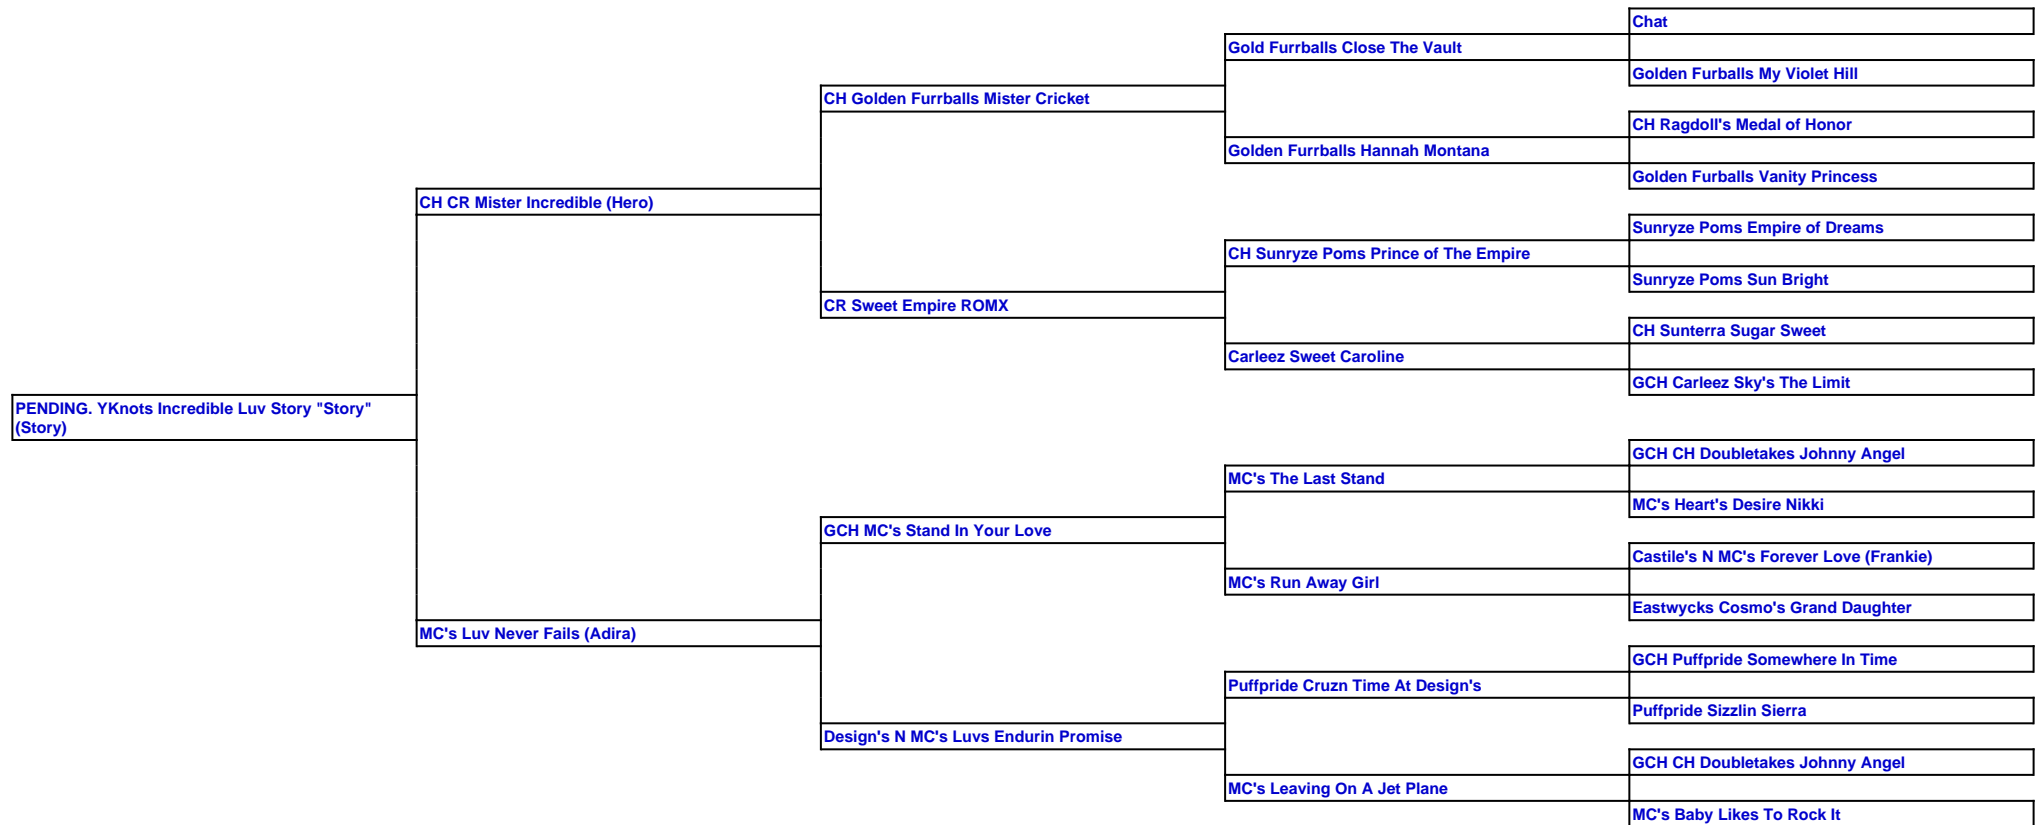 Chat
Gold Furrballs Close The Vault
Golden Furballs My Violet Hill
CH Golden Furrballs Mister Cricket
CH Ragdoll's Medal of Honor
Golden Furrballs Hannah Montana
Golden Furballs Vanity Princess
CH CR Mister Incredible (Hero)
Sunryze Poms Empire of Dreams
CH Sunryze Poms Prince of The Empire
Sunryze Poms Sun Bright
CR Sweet Empire ROMX
CH Sunterra Sugar Sweet
Carleez Sweet Caroline
GCH Carleez Sky's The Limit
PENDING. YKnots Incredible Luv Story "Story"
(Story)
GCH CH Doubletakes Johnny Angel
MC's The Last Stand
MC's Heart's Desire Nikki
GCH MC's Stand In Your Love
Castile's N MC's Forever Love (Frankie)
MC's Run Away Girl
Eastwycks Cosmo's Grand Daughter
MC's Luv Never Fails (Adira)
GCH Puffpride Somewhere In Time
Puffpride Cruzn Time At Design's
Puffpride Sizzlin Sierra
Design's N MC's Luvs Endurin Promise
GCH CH Doubletakes Johnny Angel
MC's Leaving On A Jet Plane
MC's Baby Likes To Rock It